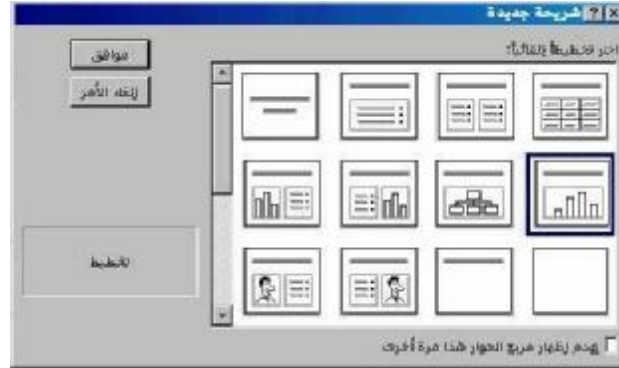 شريحة جديدة
اختر تخطيطاً تلقائياً:
موافق
إلغاء الأمر
تخطيط
عدم إظهار مربع الحوار هذا مرة أخرى